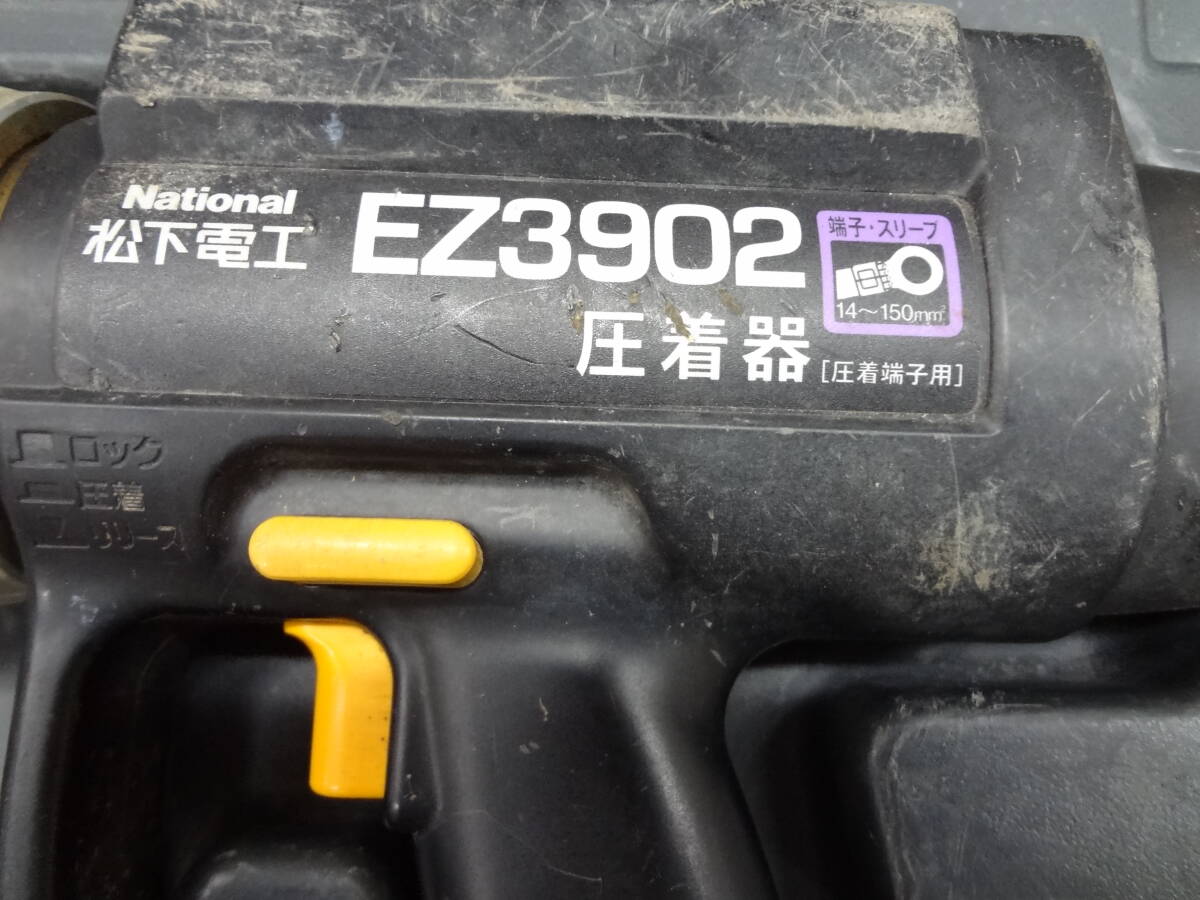 National
松下電工
EZ3902
圧着器
[圧着端子用]
端子・スリーブ
14～150mm²
ロック
圧着
リリース